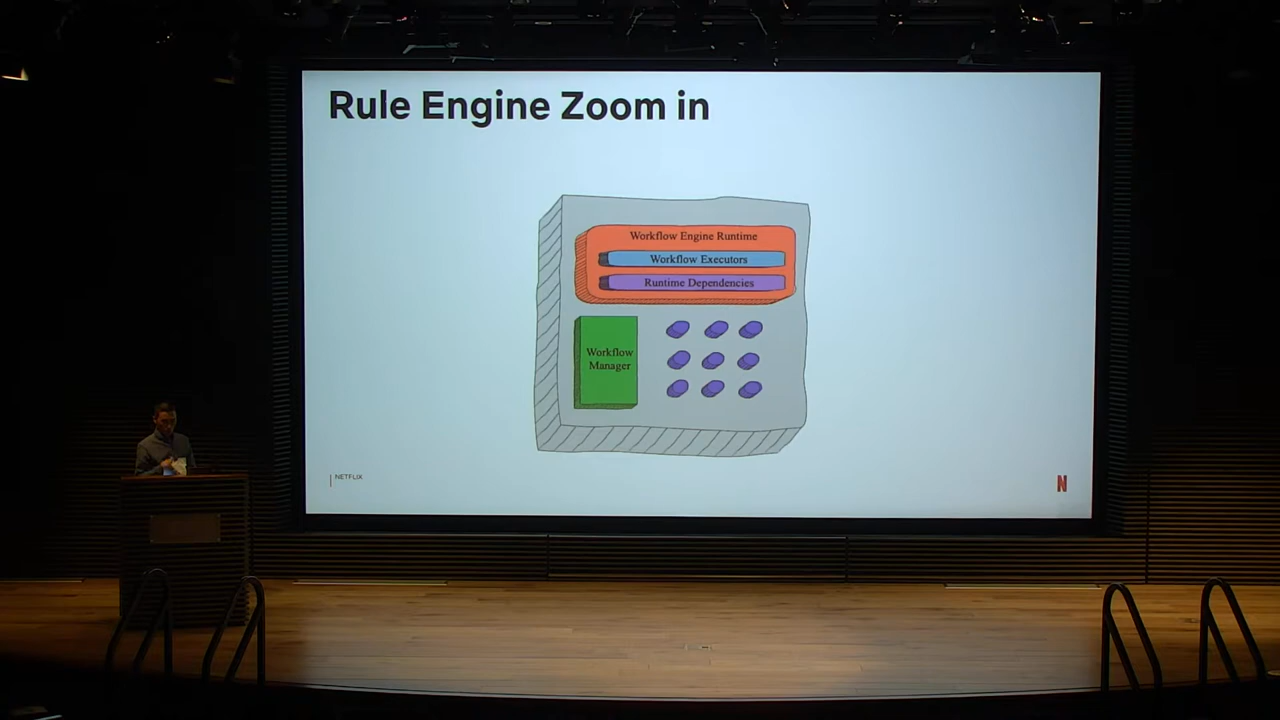 Rule Engine Zoom in
Workflow Engine Runtime
Workflow Executors
Runtime Dependencies
Workflow
Manager
NETFLIX
N